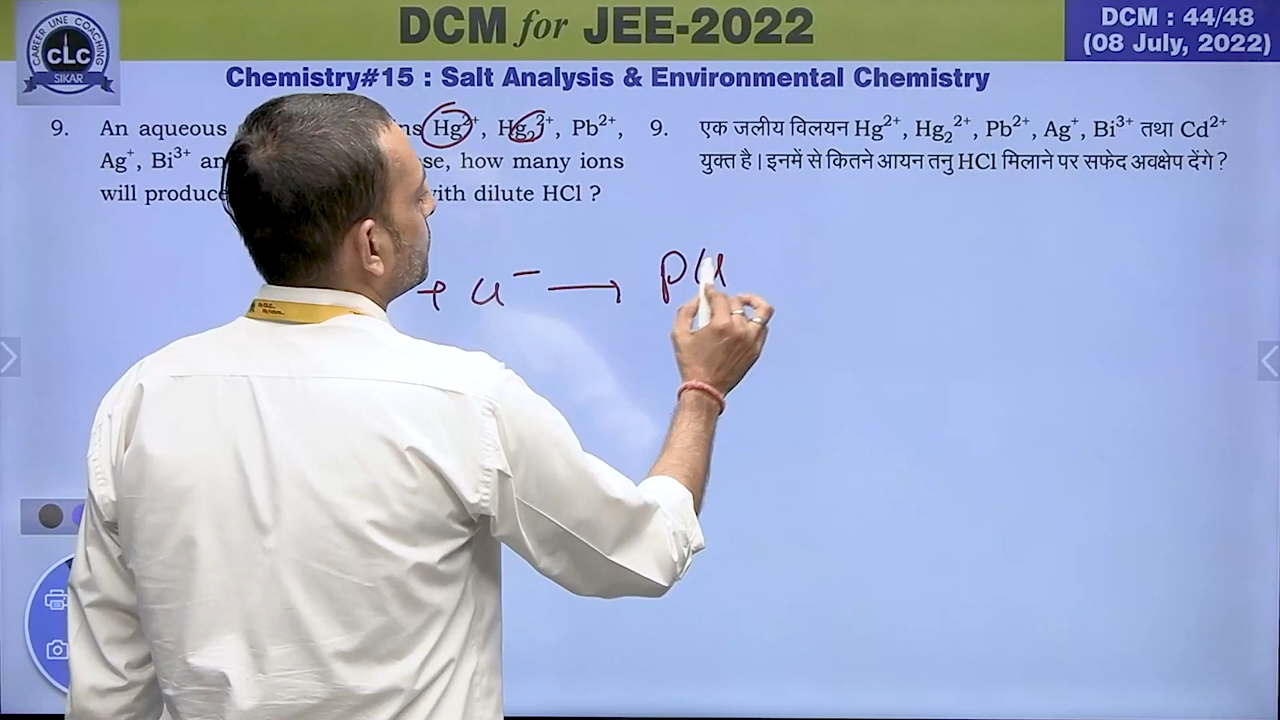 DCM for JEE-2022
DCM : 44/48
(08 July, 2022)
CAREER LINE COACHING
CLC
SIKAR
Chemistry#15 : Salt Analysis & Environmental Chemistry
9. An aqueous ns Hg²⁺, Hg₂²⁺, Pb²⁺,
Ag⁺, Bi³⁺ an se, how many ions
will produce with dilute HCl ?
9. एक जलीय विलयन Hg²⁺, Hg₂²⁺, Pb²⁺, Ag⁺, Bi³⁺ तथा Cd²⁺
युक्त है। इनमें से कितने आयन तनु HCl मिलाने पर सफेद अवक्षेप देंगे ?
+ Cl⁻ ⟶